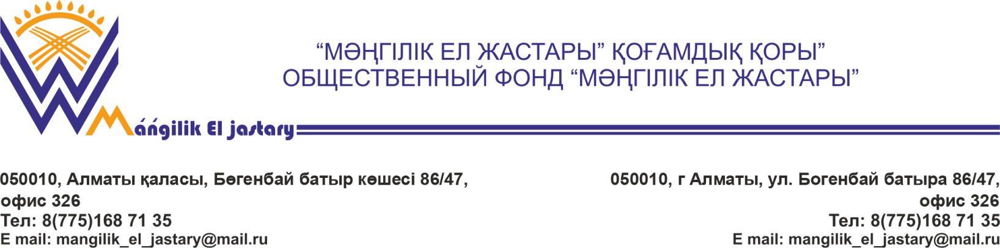 “МӘҢГІЛІК ЕЛ ЖАСТАРЫ” ҚОҒАМДЫҚ ҚОРЫ”
ОБЩЕСТВЕННЫЙ ФОНД “МӘҢГІЛІК ЕЛ ЖАСТАРЫ”
Máńgilik El jastary
050010, Алматы қаласы, Бөгенбай батыр көшесі 86/47,
офис 326
Тел: 8(775)168 71 35
E mail: mangilik_el_jastary@mail.ru
050010, г Алматы, ул. Богенбай батыра 86/47,
офис 326
Тел: 8(775)168 71 35
E mail: mangilik_el_jastary@mail.ru